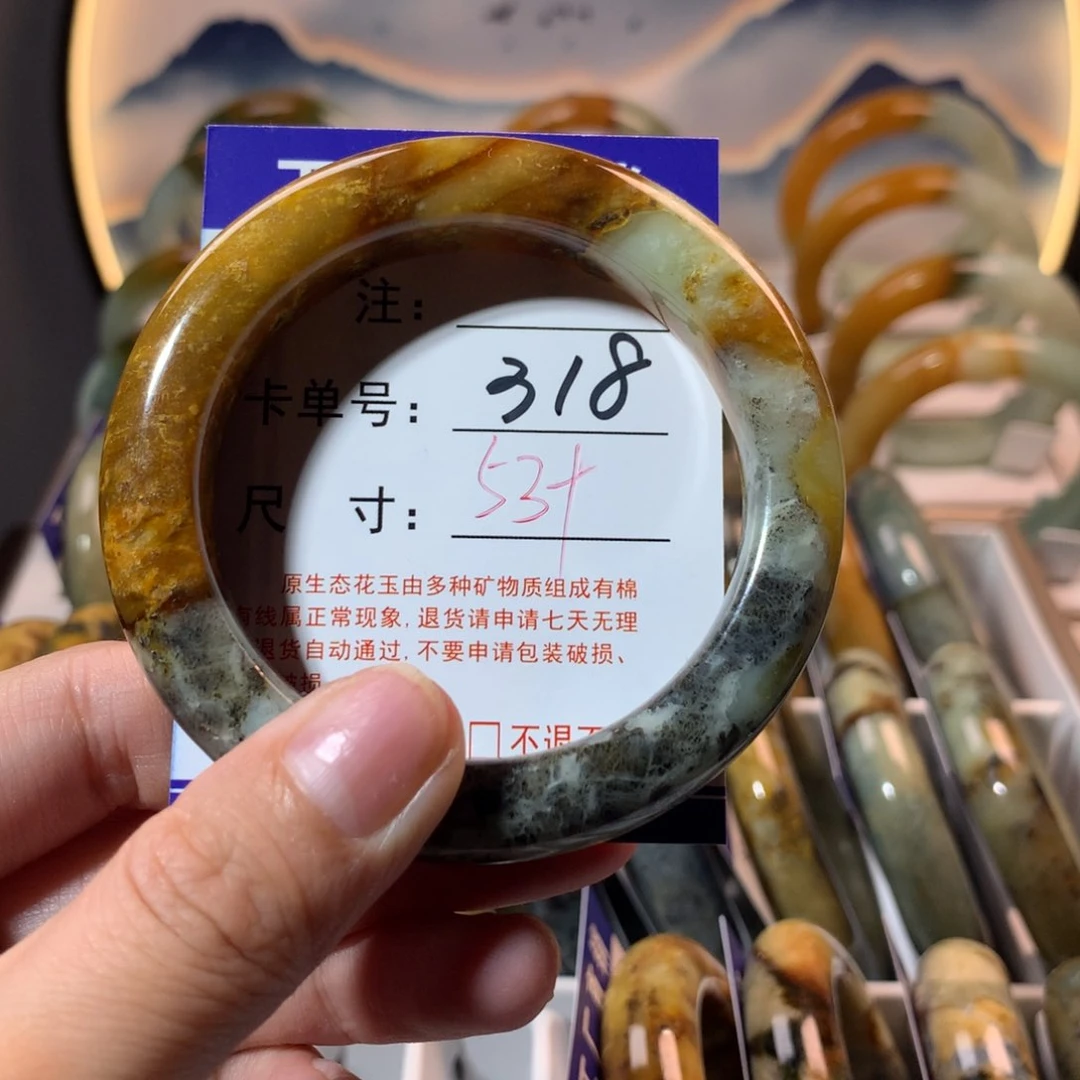 注：
卡单号： 318
尺 寸： 53+
原生态花玉由多种矿物质组成有棉
有线属正常现象，退货请申请七天无理
退货自动通过，不要申请包装破损、
破损
□不退